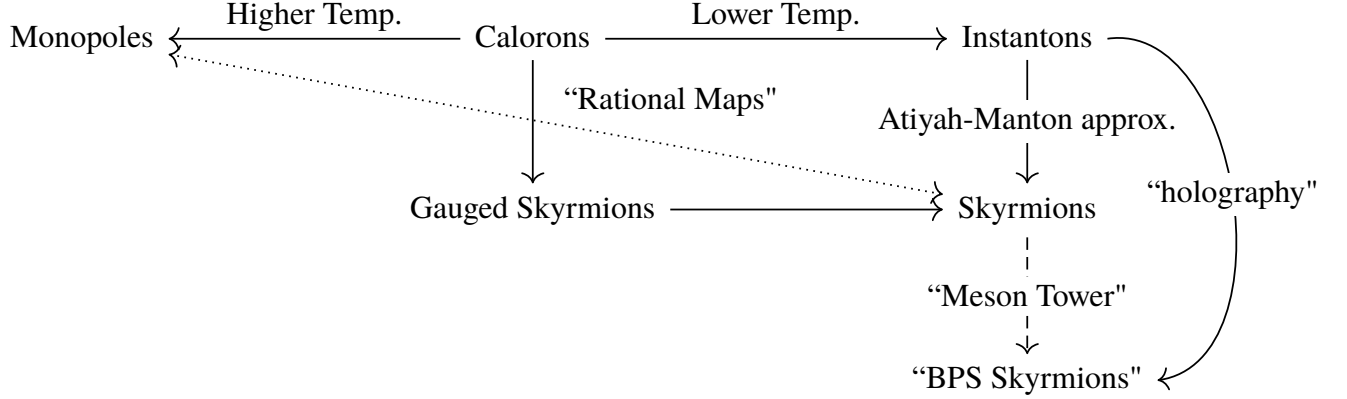 Higher Temp.
Lower Temp.
Monopoles
Calorons
Instantons
“Rational Maps"
Atiyah-Manton approx.
“holography"
Gauged Skyrmions
Skyrmions
“Meson Tower"
“BPS Skyrmions"